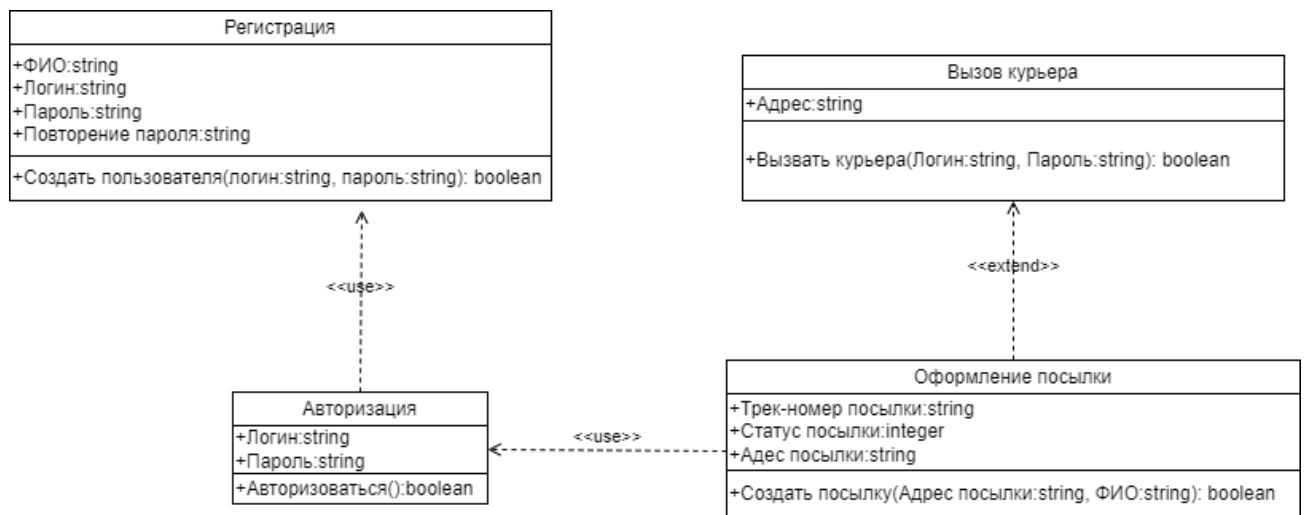 Регистрация
+ФИО:string
+Логин:string
+Пароль:string
+Повторение пароля:string
+Создать пользователя(логин:string, пароль:string): boolean
Вызов курьера
+Адрес:string
+Вызвать курьера(Логин:string, Пароль:string): boolean
<<use>>
<<extend>>
Авторизация
+Логин:string
+Пароль:string
+Авторизоваться():boolean
<<use>>
Оформление посылки
+Трек-номер посылки:string
+Статус посылки:integer
+Адес посылки:string
+Создать посылку(Адрес посылки:string, ФИО:string): boolean